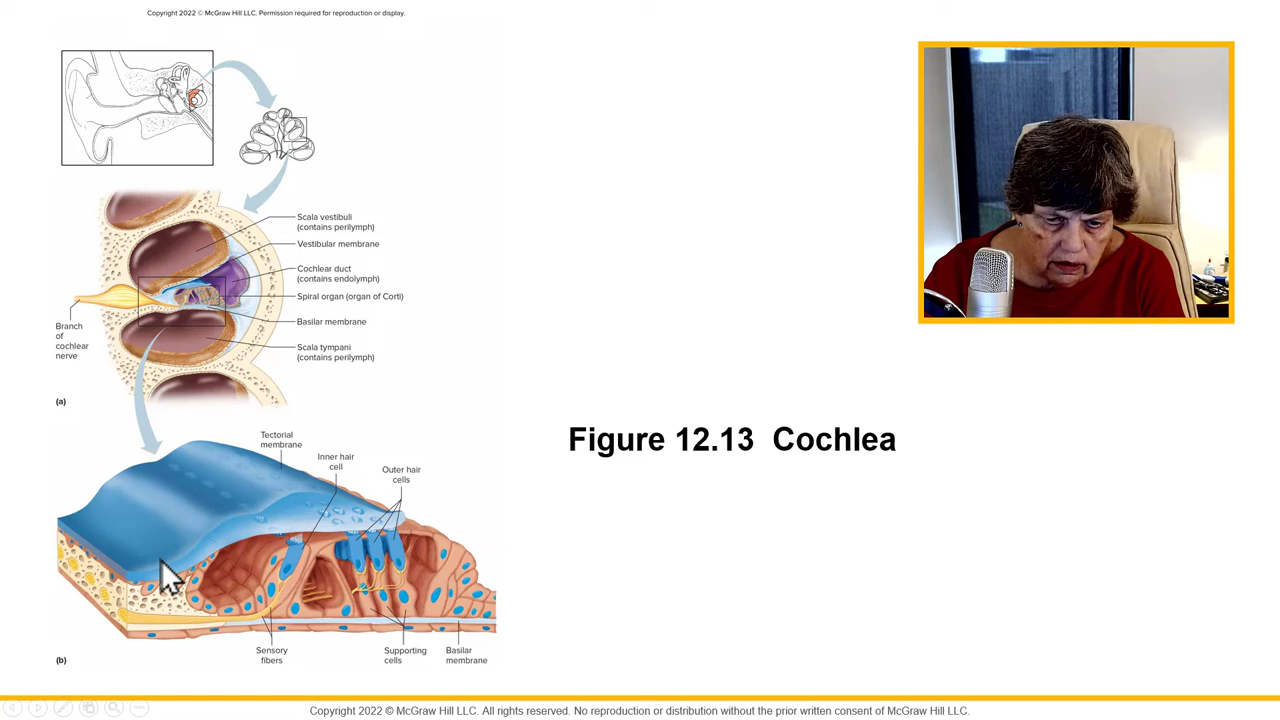 Copyright 2022 © McGraw Hill LLC. Permission required for reproduction or display.
Scala vestibuli
(contains perilymph)
Vestibular membrane
Cochlear duct
(contains endolymph)
Spiral organ (organ of Corti)
Basilar membrane
Scala tympani
(contains perilymph)
Branch
of
cochlear
nerve
(a)
Tectorial
membrane
Inner hair
cell
Outer hair
cells
Figure 12.13 Cochlea
Sensory
fibers
Supporting
cells
Basilar
membrane
(b)
Copyright 2022 © McGraw Hill LLC. All rights reserved. No reproduction or distribution without the prior written consent of McGraw Hill LLC.